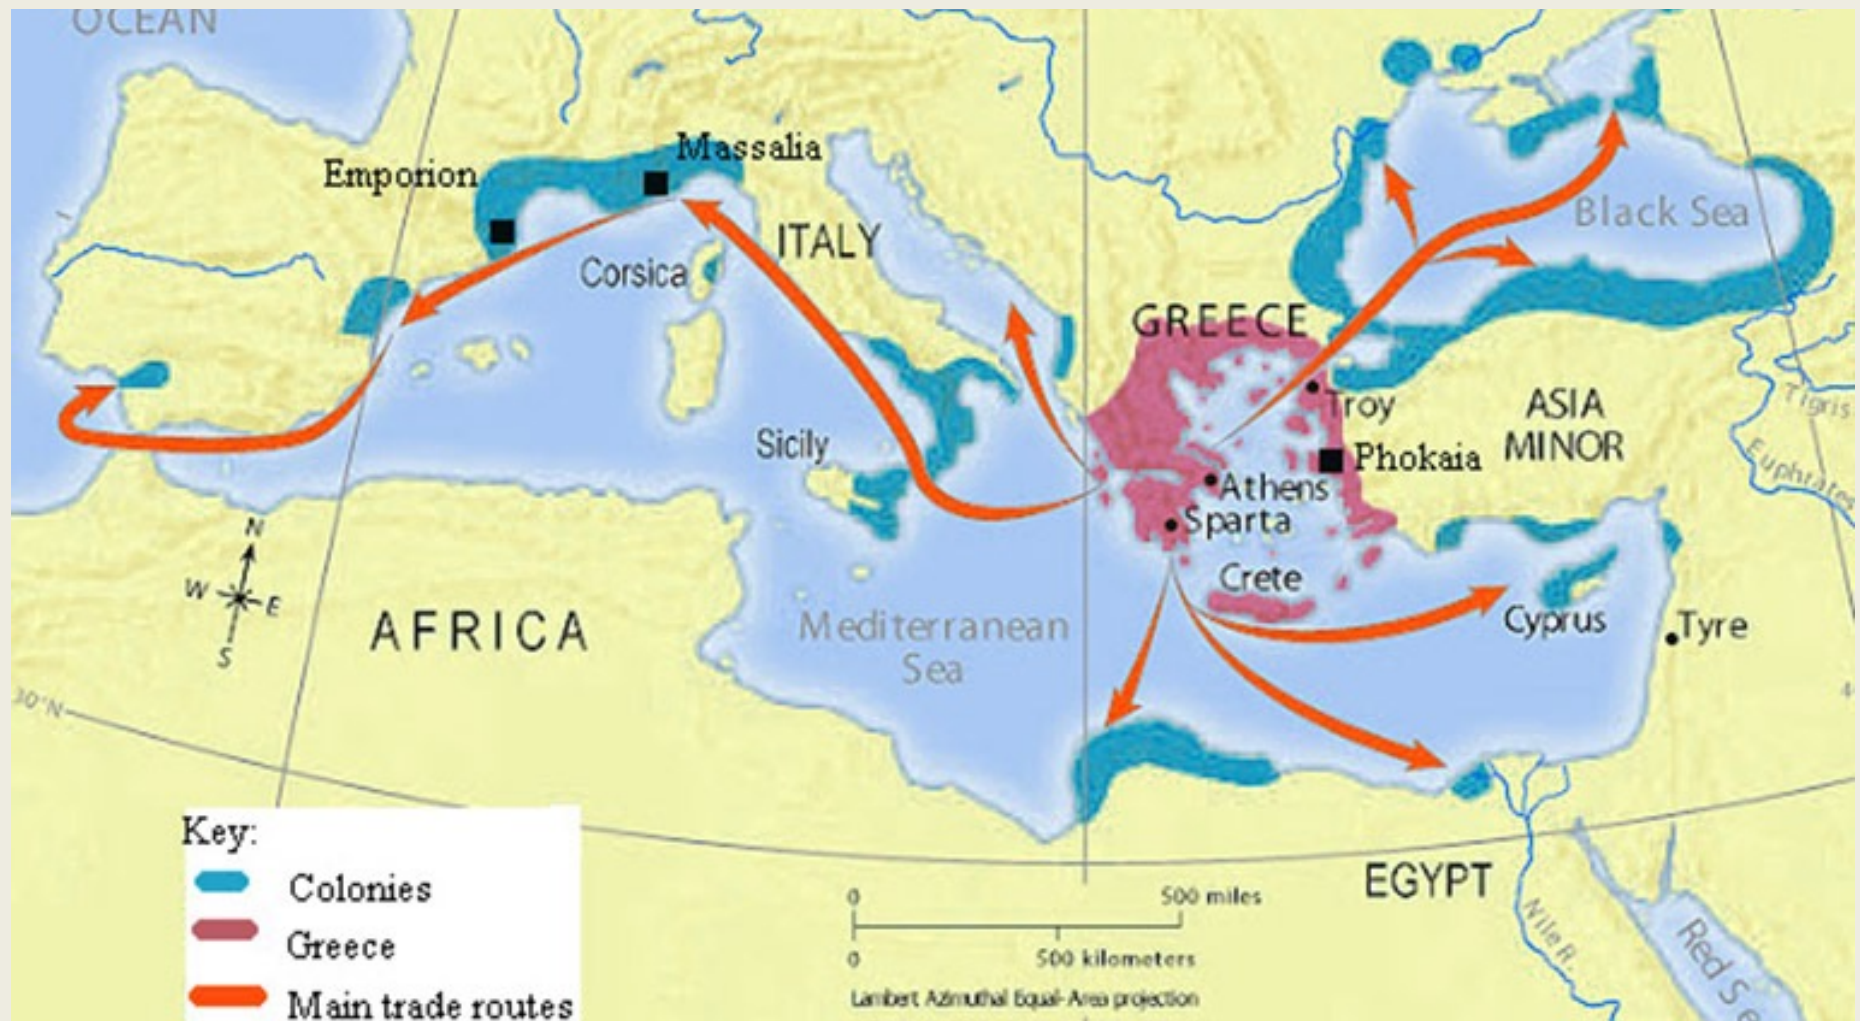 OCEAN
Massalia
Emporion
ITALY
Black Sea
Corsica
GREECE
Troy
ASIA
MINOR
Tigris
Sicily
Phokaia
Euphrates
Athens
Sparta
N
W
E
S
Crete
AFRICA
Mediterranean
Sea
Cyprus
Tyre
30°N
Key:
Colonies
Greece
Main trade routes
0 500 miles
0 500 kilometers
Lambert Azimuthal Equal-Area projection
EGYPT
Nile R.
Red Se